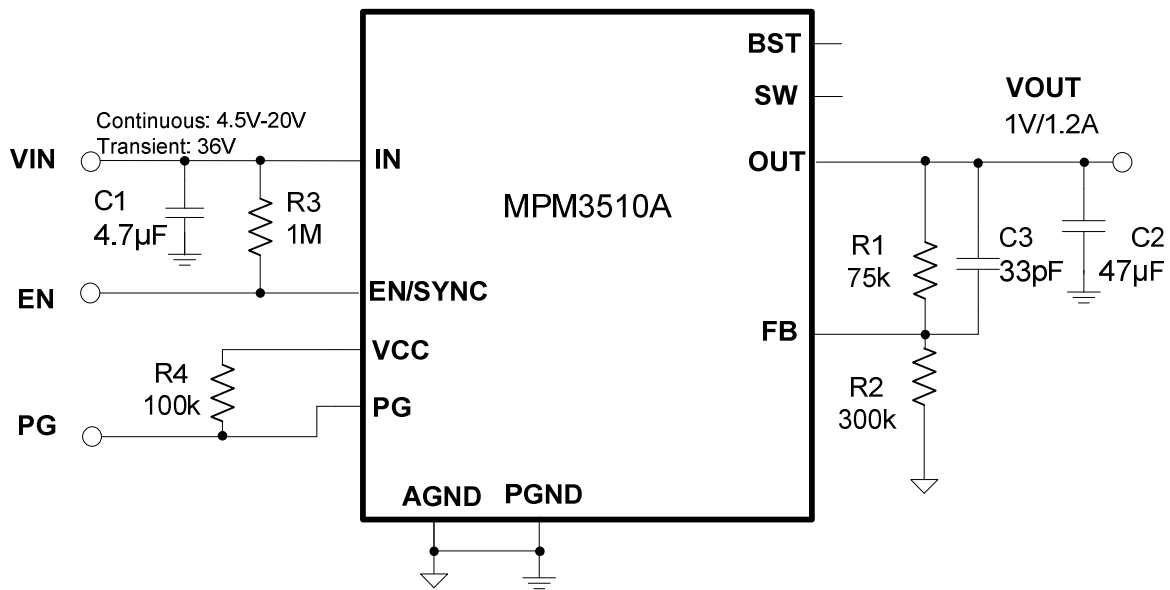 BST
SW
VOUT
1V/1.2A
Continuous: 4.5V-20V
Transient: 36V
VIN
IN
OUT
MPM3510A
C1
4.7µF
R3
1M
R1
75k
C3
33pF
C2
47µF
EN
EN/SYNC
FB
VCC
R4
100k
PG
PG
R2
300k
AGND
PGND